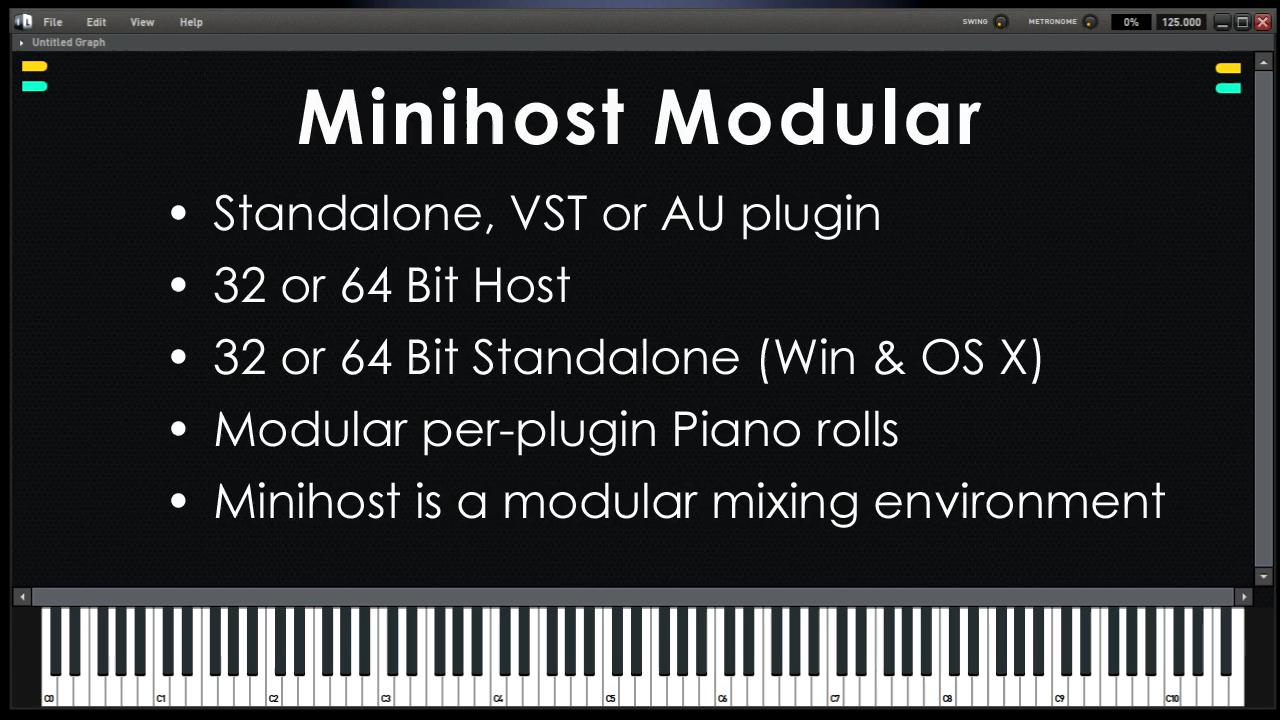 File Edit View Help SWING METRONOME 0% 125.000
Untitled Graph
Minihost Modular
• Standalone, VST or AU plugin
• 32 or 64 Bit Host
• 32 or 64 Bit Standalone (Win & OS X)
• Modular per-plugin Piano rolls
• Minihost is a modular mixing environment
C0 C1 C2 C3 C4 C5 C6 C7 C8 C9 C10